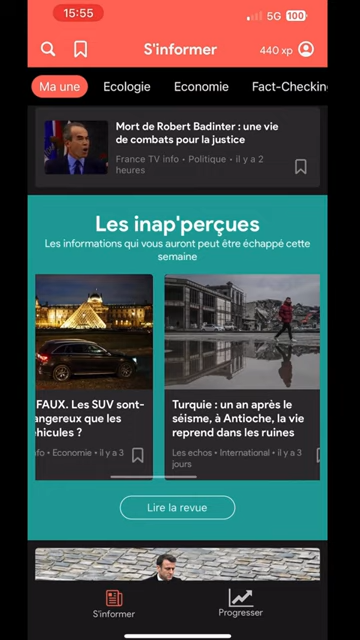 15:55
5G 100
S'informer
440 xp
Ma une
Ecologie
Economie
Fact-Checkin
Mort de Robert Badinter : une vie
de combats pour la justice
France TV info • Politique • il y a 2
heures
Les inap'perçues
Les informations qui vous auront peut être échappé cette
semaine
FAUX. Les SUV sont-
angereux que les
éhicules ?
nfo • Economie • il y a 3
Turquie : un an après le
séisme, à Antioche, la vie
reprend dans les ruines
Les echos • International • il y a 3
jours
Lire la revue
S'informer
Progresser